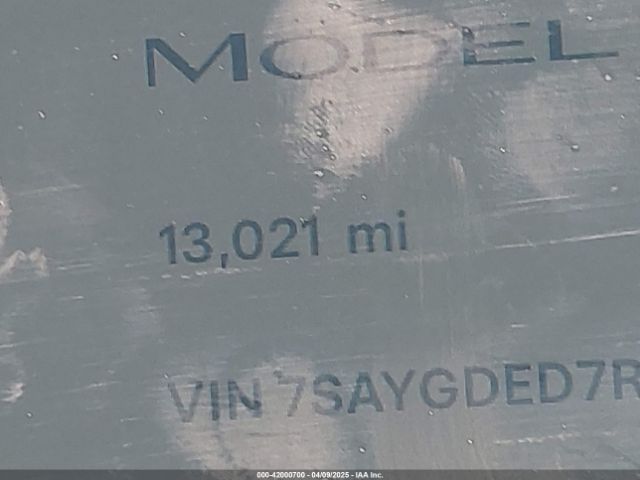 MODEL
13,021 mi
VIN 7SAYGDED7R
000-42000700 - 04/09/2025 - IAA Inc.